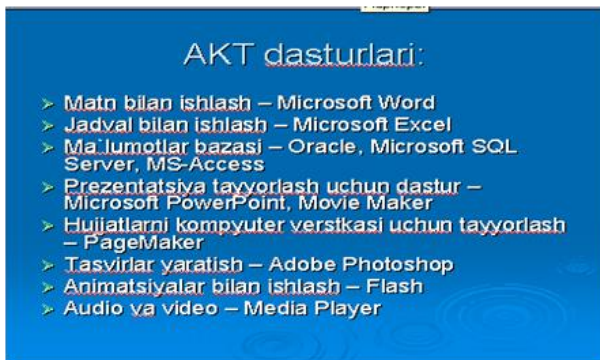 AKT dasturlari:
Matn bilan ishlash – Microsoft Word
Jadval bilan ishlash – Microsoft Excel
Ma`lumotlar bazasi – Oracle, Microsoft SQL
Server, MS-Access
Prezentatsiya tayyorlash uchun dastur –
Microsoft PowerPoint, Movie Maker
Hujjatlarni kompyuter verstkasi uchun tayyorlash
– PageMaker
Tasvirlar yaratish – Adobe Photoshop
Animatsiyalar bilan ishlash – Flash
Audio va video – Media Player